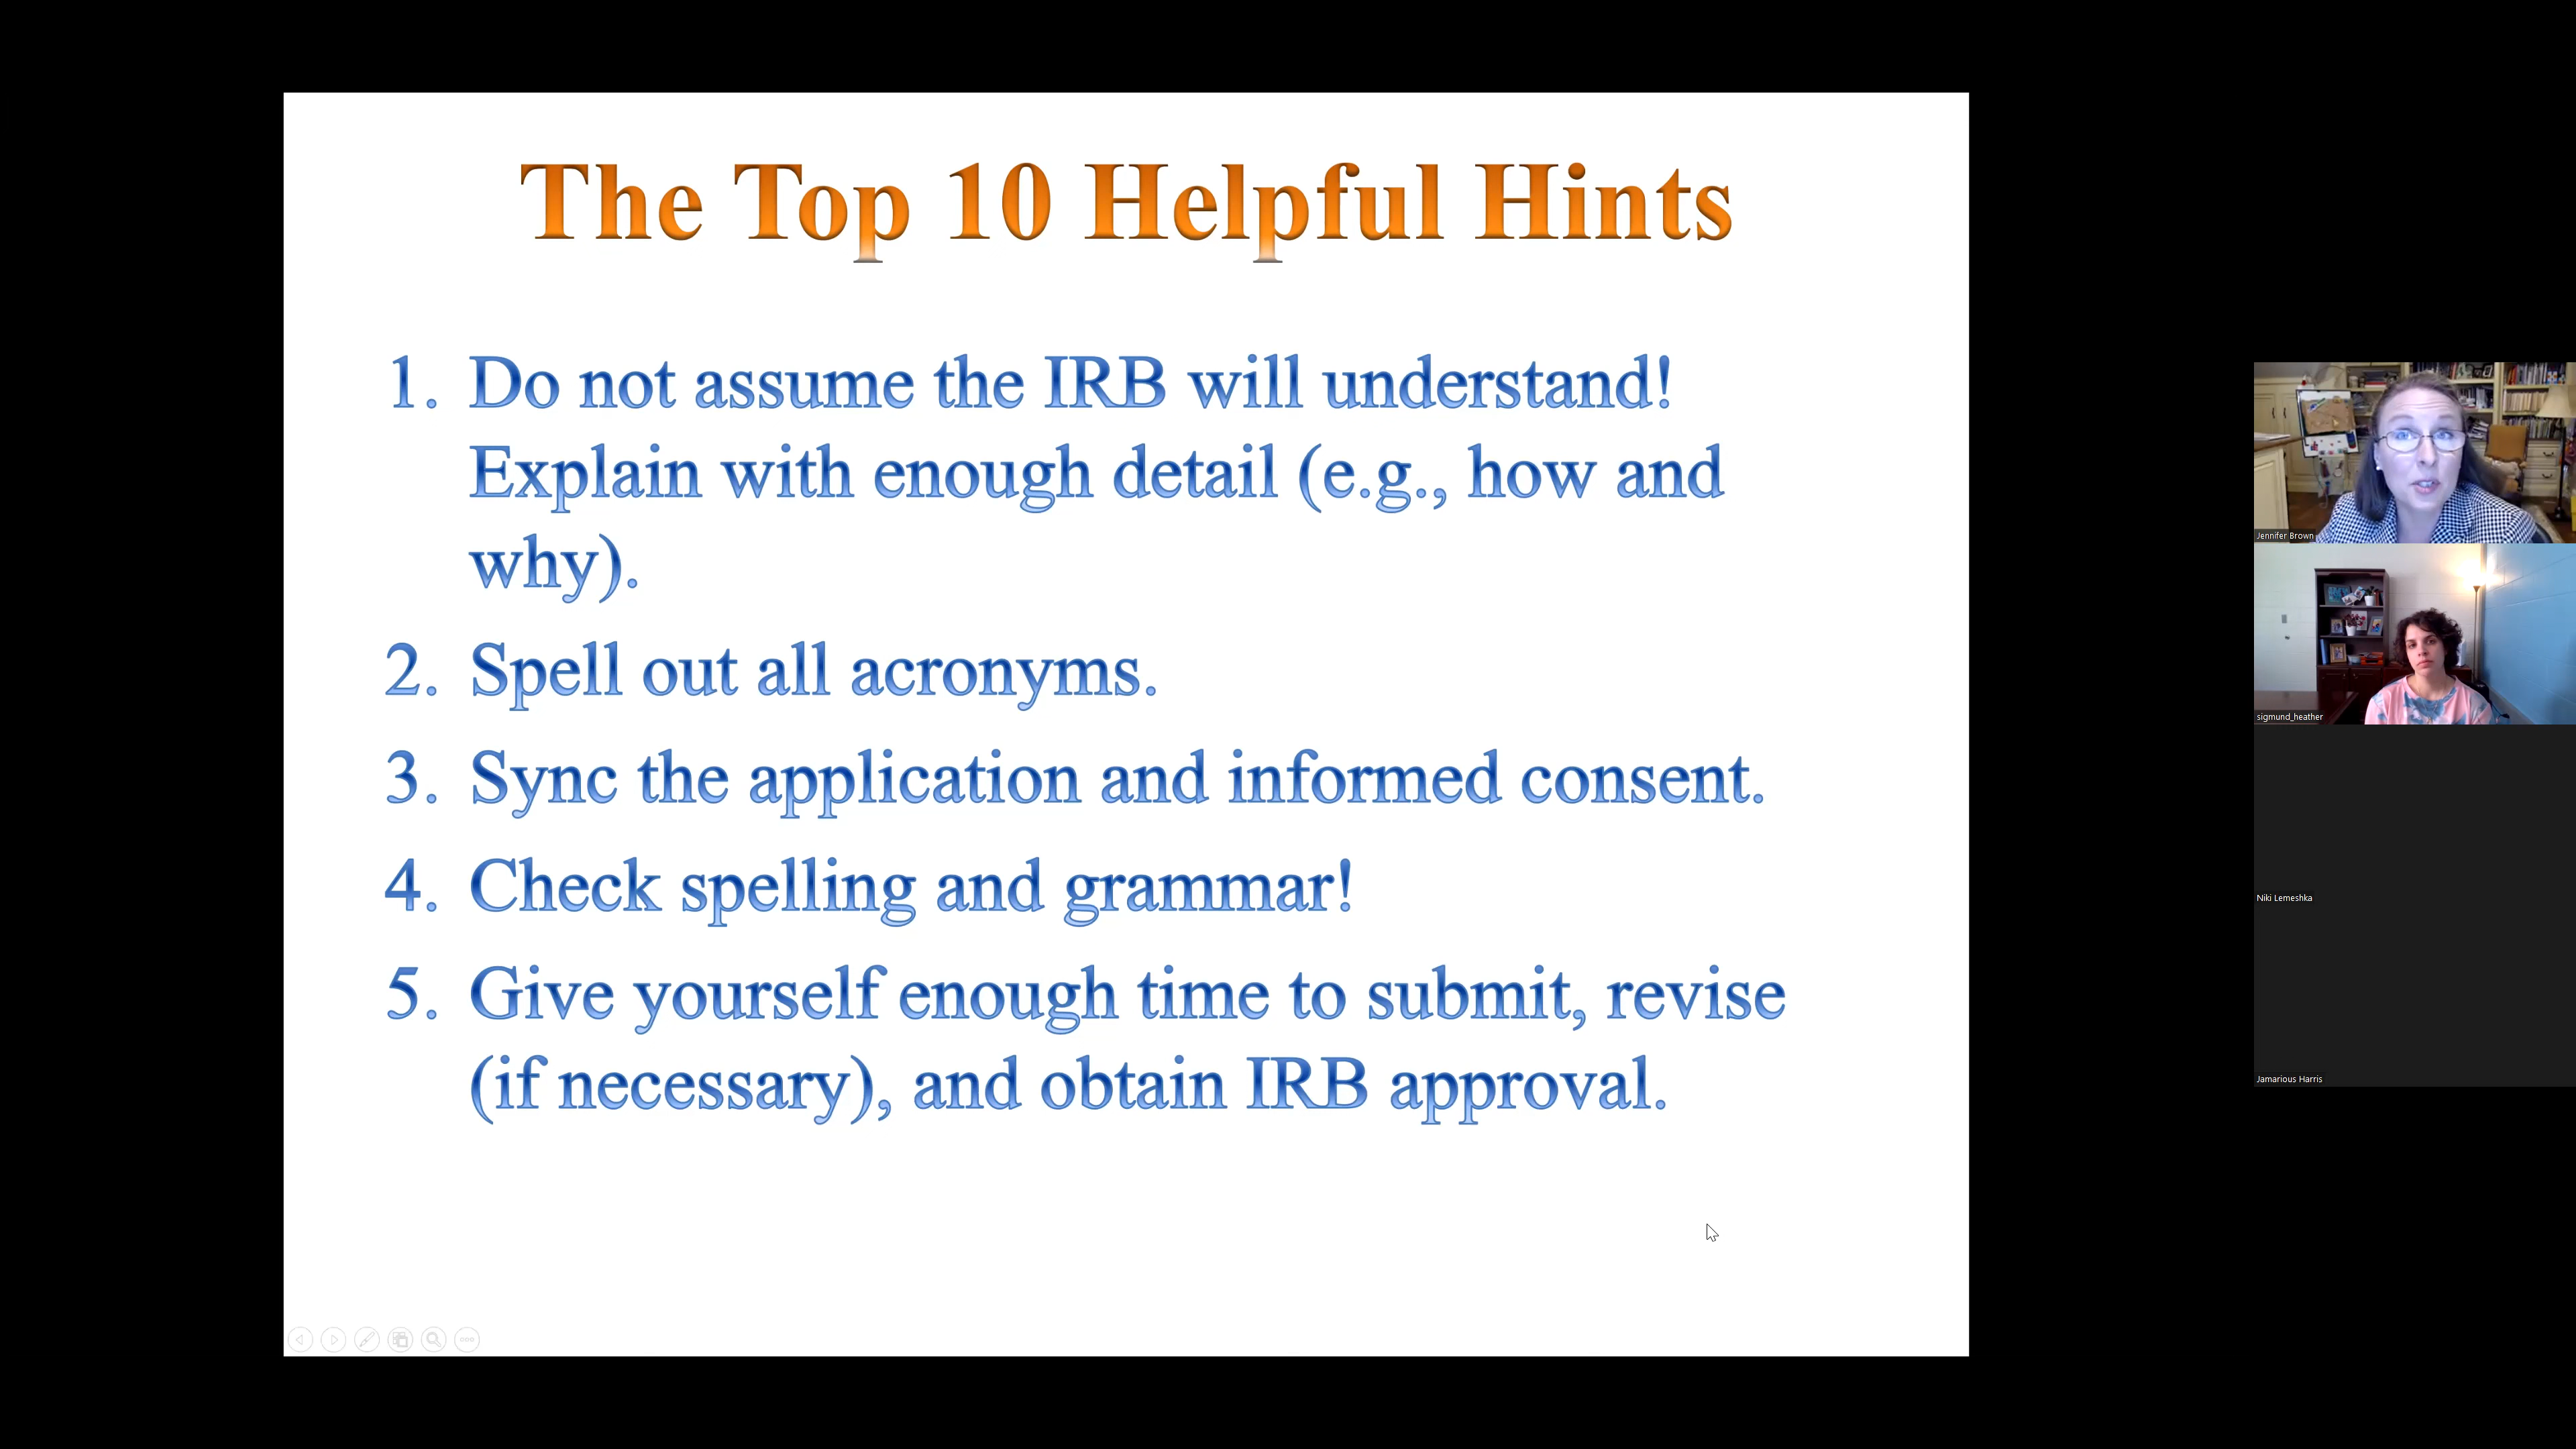 The Top 10 Helpful Hints
1. Do not assume the IRB will understand!
Explain with enough detail (e.g., how and
why).
2. Spell out all acronyms.
3. Sync the application and informed consent.
4. Check spelling and grammar!
5. Give yourself enough time to submit, revise
(if necessary), and obtain IRB approval.
Jennifer Brown
sigmund_heather
Niki Lemeshka
Jamarious Harris